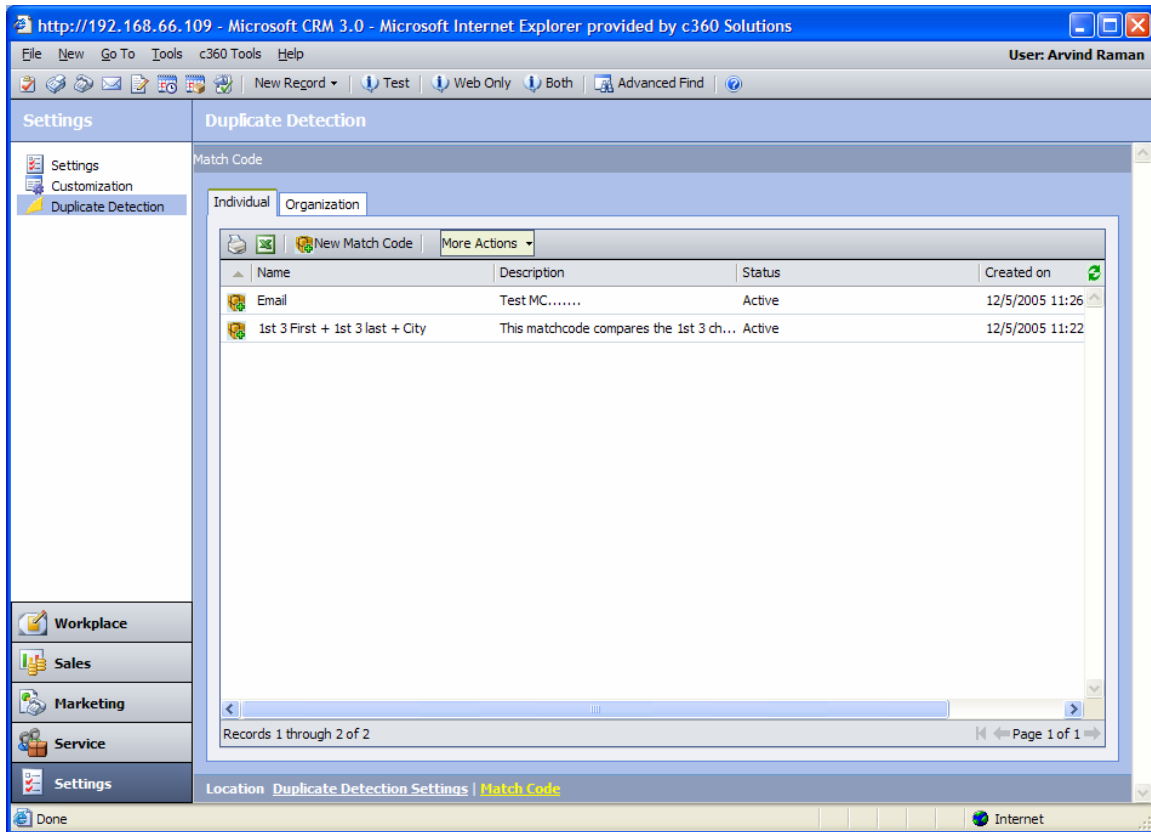 http://192.168.66.109 - Microsoft CRM 3.0 - Microsoft Internet Explorer provided by c360 Solutions
File New Go To Tools c360 Tools Help User: Arvind Raman
New Record Test Web Only Both Advanced Find
Settings
Duplicate Detection
Settings
Customization
Duplicate Detection
Match Code
Individual Organization
New Match Code More Actions
Name Description Status Created on
Email Test MC....... Active 12/5/2005 11:26
1st 3 First + 1st 3 last + City This matchcode compares the 1st 3 ch... Active 12/5/2005 11:22
Workplace
Sales
Marketing
Service
Settings
Records 1 through 2 of 2 Page 1 of 1
Location Duplicate Detection Settings | Match Code
Done Internet